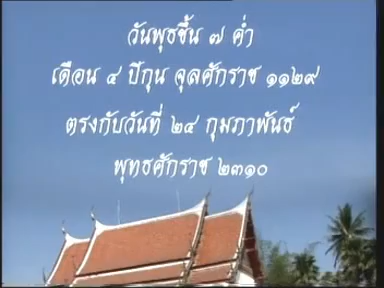 วันพุธขึ้น ๗ ค่ำ
เดือน ๔ ปีกุน จุลศักราช ๑๑๒๙
ตรงกับวันที่ ๒๔ กุมภาพันธ์
พุทธศักราช ๒๓๑๐